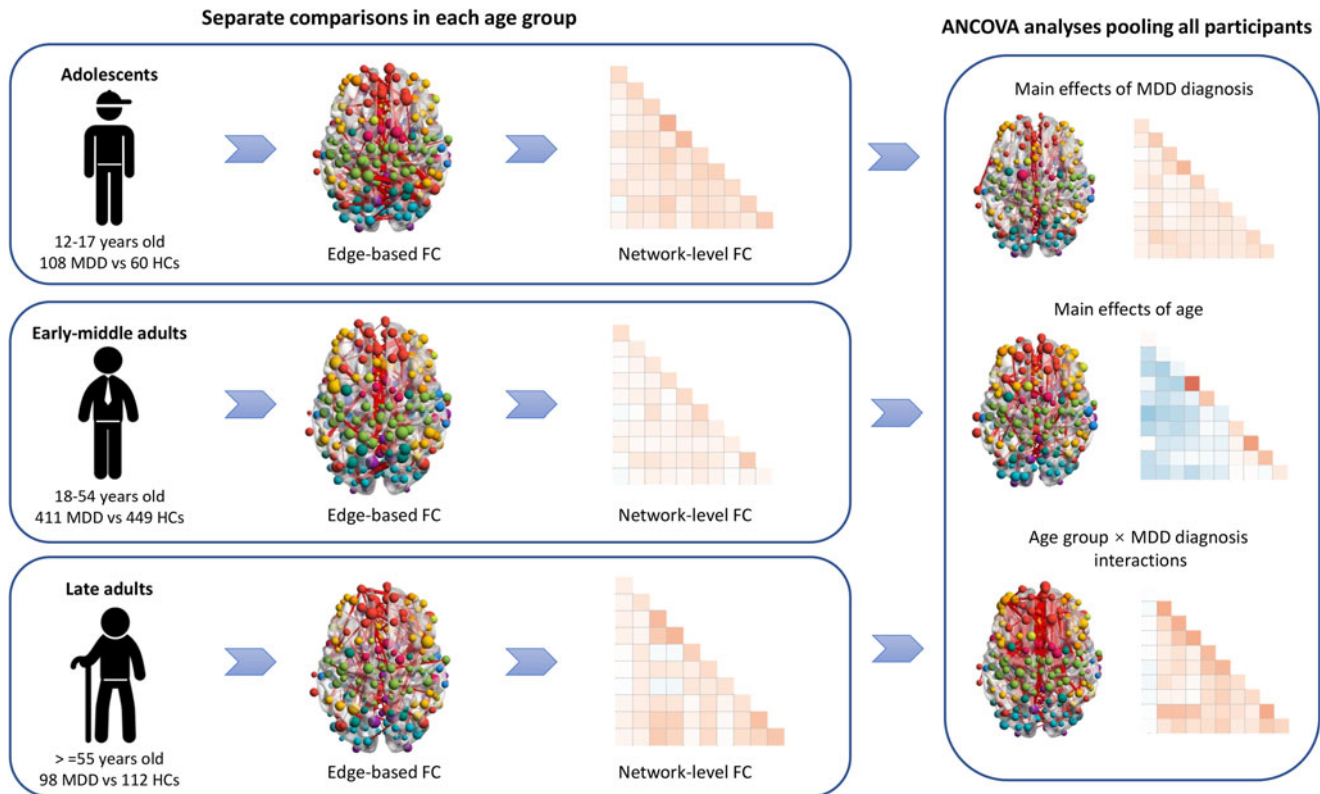 Separate comparisons in each age group
ANCOVA analyses pooling all participants
Adolescents
12-17 years old
108 MDD vs 60 HCs
Edge-based FC
Network-level FC
Early-middle adults
18-54 years old
411 MDD vs 449 HCs
Edge-based FC
Network-level FC
Late adults
> =55 years old
98 MDD vs 112 HCs
Edge-based FC
Network-level FC
Main effects of MDD diagnosis
Main effects of age
Age group × MDD diagnosis
interactions